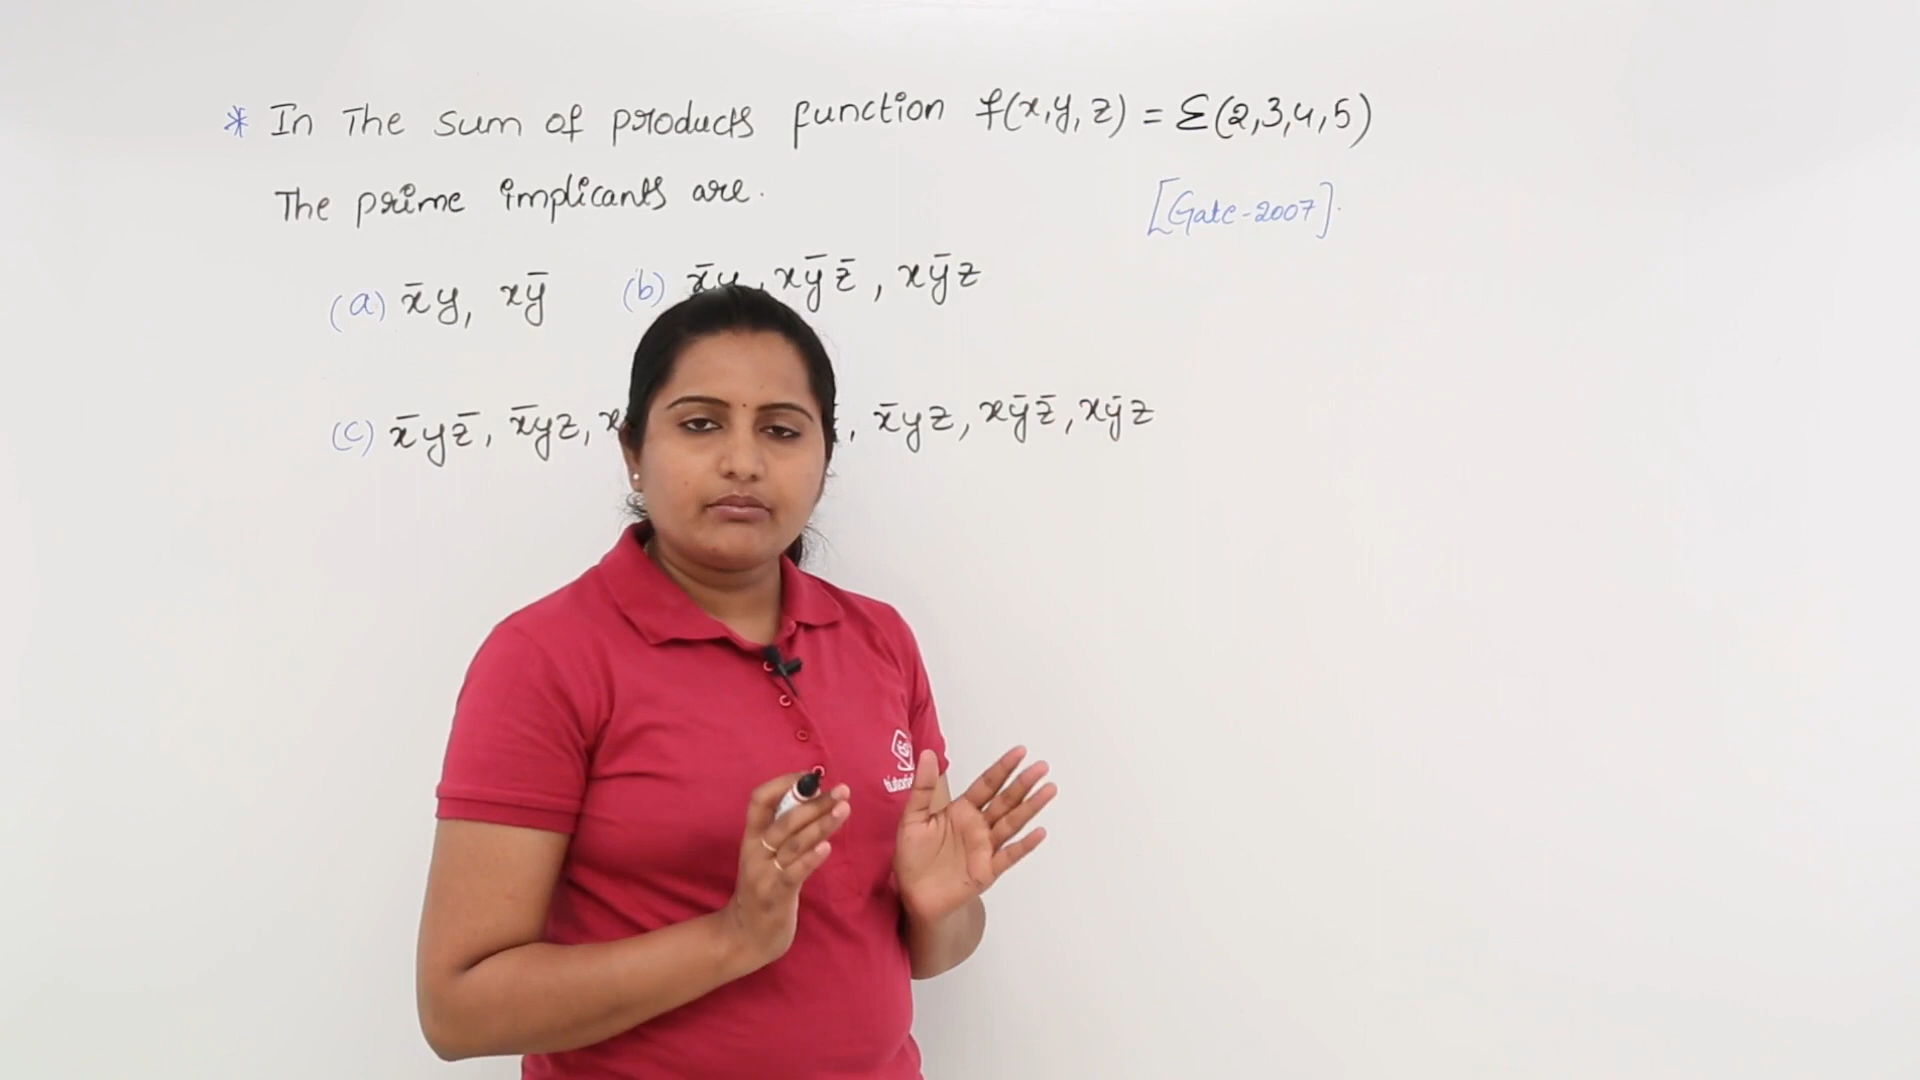 * In The sum of products function f(x,y,z) = Σ(2,3,4,5)
The prime implicants are.
[Gate-2007].
(a) x̄y, xȳ (b) x̄y, xȳz̄, xȳz
(c) x̄yz̄, x̄yz, x , x̄yz, xȳz̄, xȳz